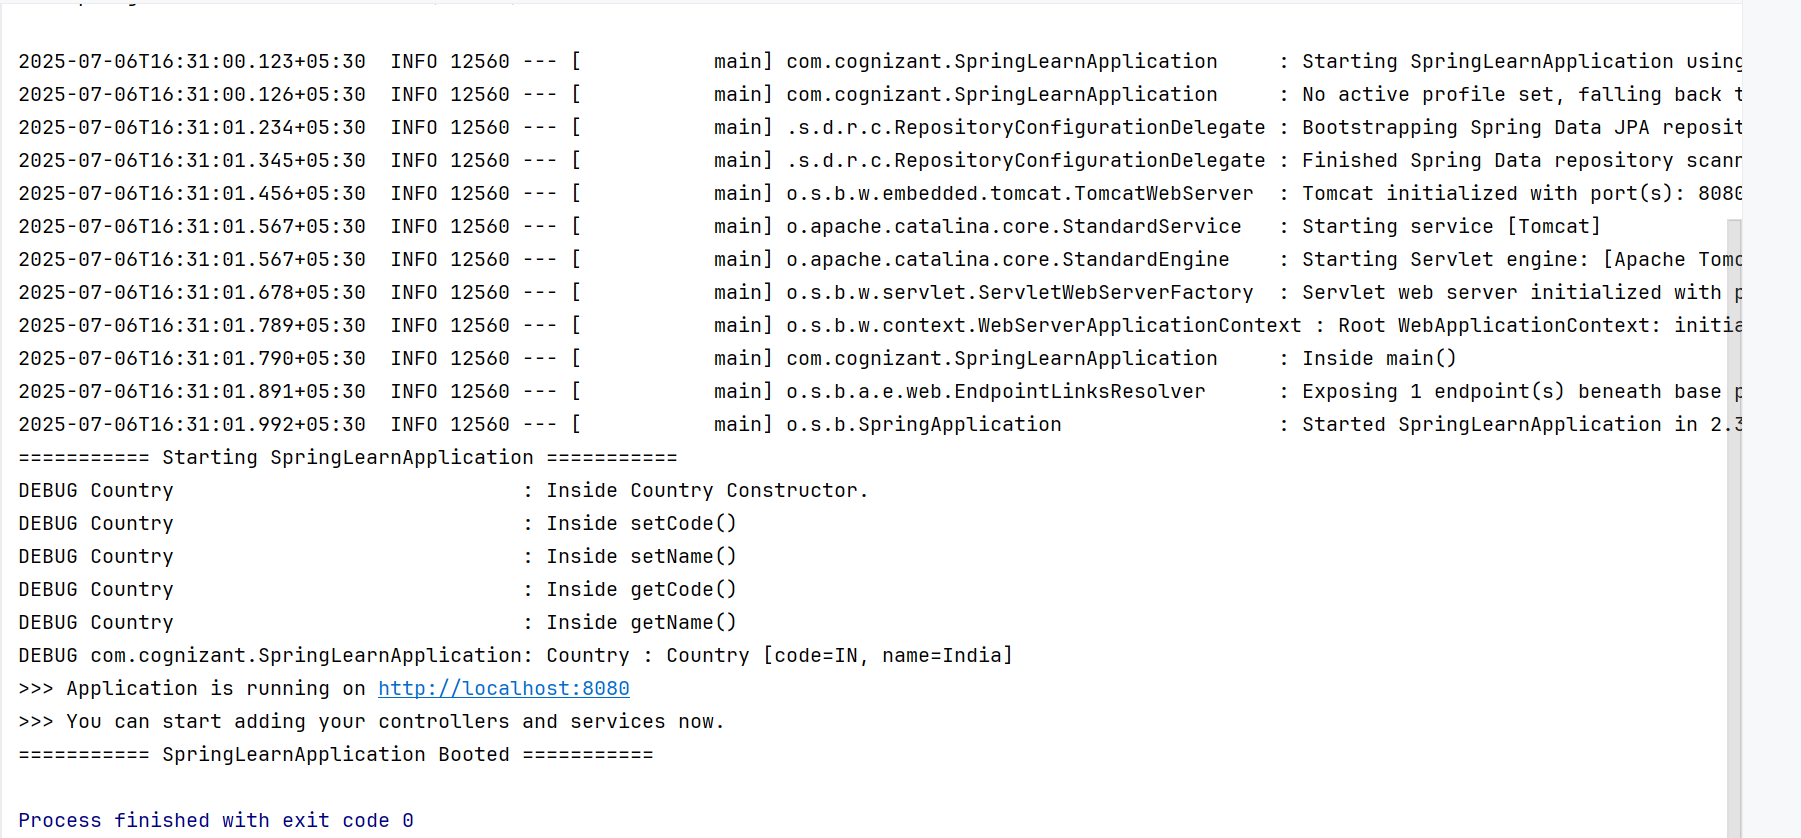 2025-07-06T16:31:00.123+05:30  INFO 12560 --- [           main] com.cognizant.SpringLearnApplication     : Starting SpringLearnApplication using
2025-07-06T16:31:00.126+05:30  INFO 12560 --- [           main] com.cognizant.SpringLearnApplication     : No active profile set, falling back t
2025-07-06T16:31:01.234+05:30  INFO 12560 --- [           main] .s.d.r.c.RepositoryConfigurationDelegate : Bootstrapping Spring Data JPA reposit
2025-07-06T16:31:01.345+05:30  INFO 12560 --- [           main] .s.d.r.c.RepositoryConfigurationDelegate : Finished Spring Data repository scann
2025-07-06T16:31:01.456+05:30  INFO 12560 --- [           main] o.s.b.w.embedded.tomcat.TomcatWebServer  : Tomcat initialized with port(s): 8080
2025-07-06T16:31:01.567+05:30  INFO 12560 --- [           main] o.apache.catalina.core.StandardService   : Starting service [Tomcat]
2025-07-06T16:31:01.567+05:30  INFO 12560 --- [           main] o.apache.catalina.core.StandardEngine    : Starting Servlet engine: [Apache Tomc
2025-07-06T16:31:01.678+05:30  INFO 12560 --- [           main] o.s.b.w.servlet.ServletWebServerFactory  : Servlet web server initialized with p
2025-07-06T16:31:01.789+05:30  INFO 12560 --- [           main] o.s.b.w.context.WebServerApplicationContext : Root WebApplicationContext: initia
2025-07-06T16:31:01.790+05:30  INFO 12560 --- [           main] com.cognizant.SpringLearnApplication     : Inside main()
2025-07-06T16:31:01.891+05:30  INFO 12560 --- [           main] o.s.b.a.e.web.EndpointLinksResolver      : Exposing 1 endpoint(s) beneath base p
2025-07-06T16:31:01.992+05:30  INFO 12560 --- [           main] o.s.b.SpringApplication                  : Started SpringLearnApplication in 2.3
=========== Starting SpringLearnApplication ===========
DEBUG Country                             : Inside Country Constructor.
DEBUG Country                             : Inside setCode()
DEBUG Country                             : Inside setName()
DEBUG Country                             : Inside getCode()
DEBUG Country                             : Inside getName()
DEBUG com.cognizant.SpringLearnApplication: Country : Country [code=IN, name=India]
>>> Application is running on http://localhost:8080
>>> You can start adding your controllers and services now.
=========== SpringLearnApplication Booted ===========
Process finished with exit code 0